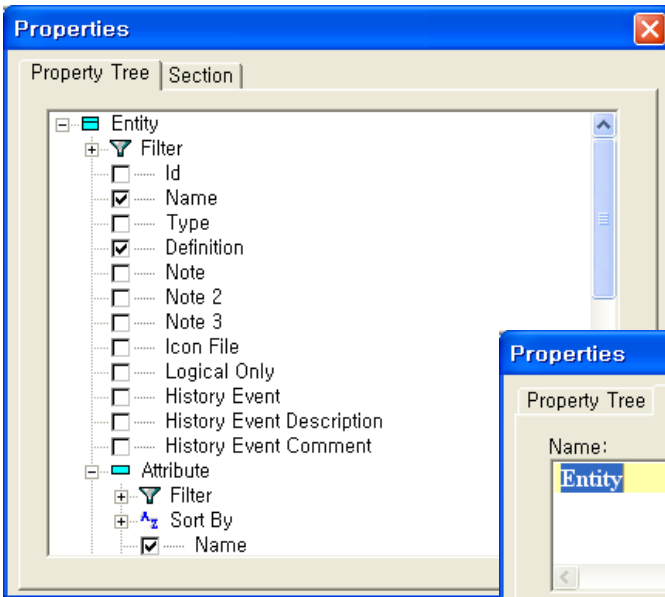 Properties
Property Tree Section
Entity
Filter
Id
Name
Type
Definition
Note
Note 2
Note 3
Icon File
Logical Only
History Event
History Event Description
History Event Comment
Attribute
Filter
Sort By
Name
Properties
Property Tree
Name:
Entity